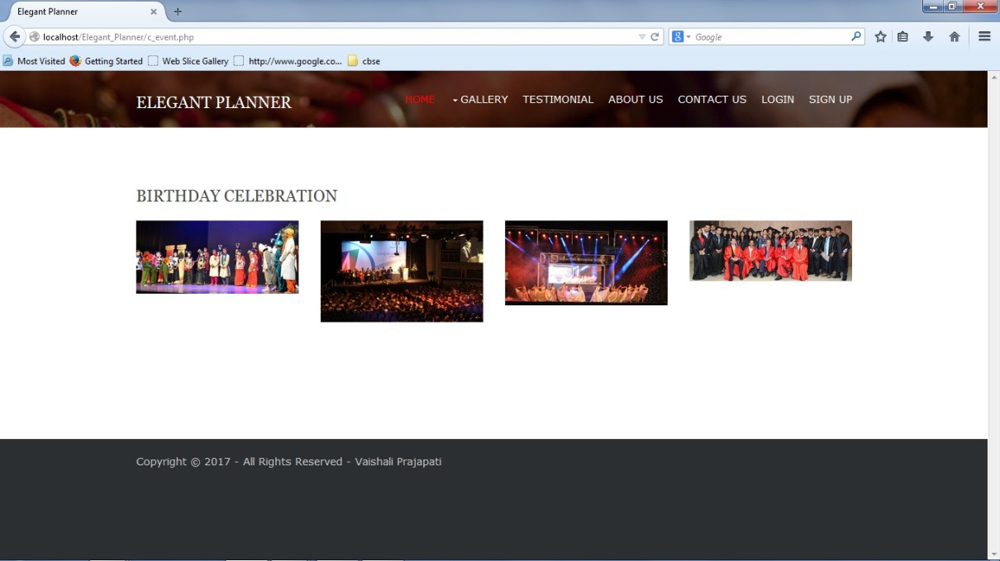 Elegant Planner
localhost/Elegant_Planner/c_event.php
Google
Most Visited Getting Started Web Slice Gallery http://www.google.co... cbse
ELEGANT PLANNER
HOME GALLERY TESTIMONIAL ABOUT US CONTACT US LOGIN SIGN UP
BIRTHDAY CELEBRATION
Copyright © 2017 - All Rights Reserved - Vaishali Prajapati